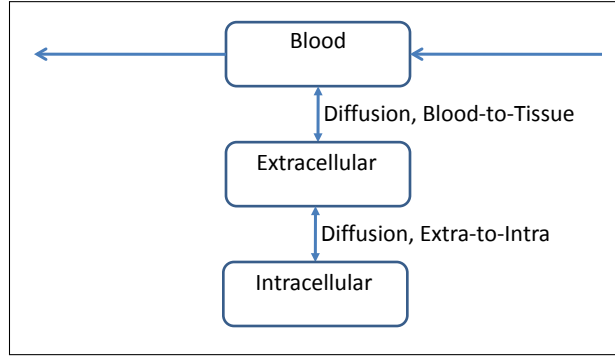 Blood
Diffusion, Blood-to-Tissue
Extracellular
Diffusion, Extra-to-Intra
Intracellular